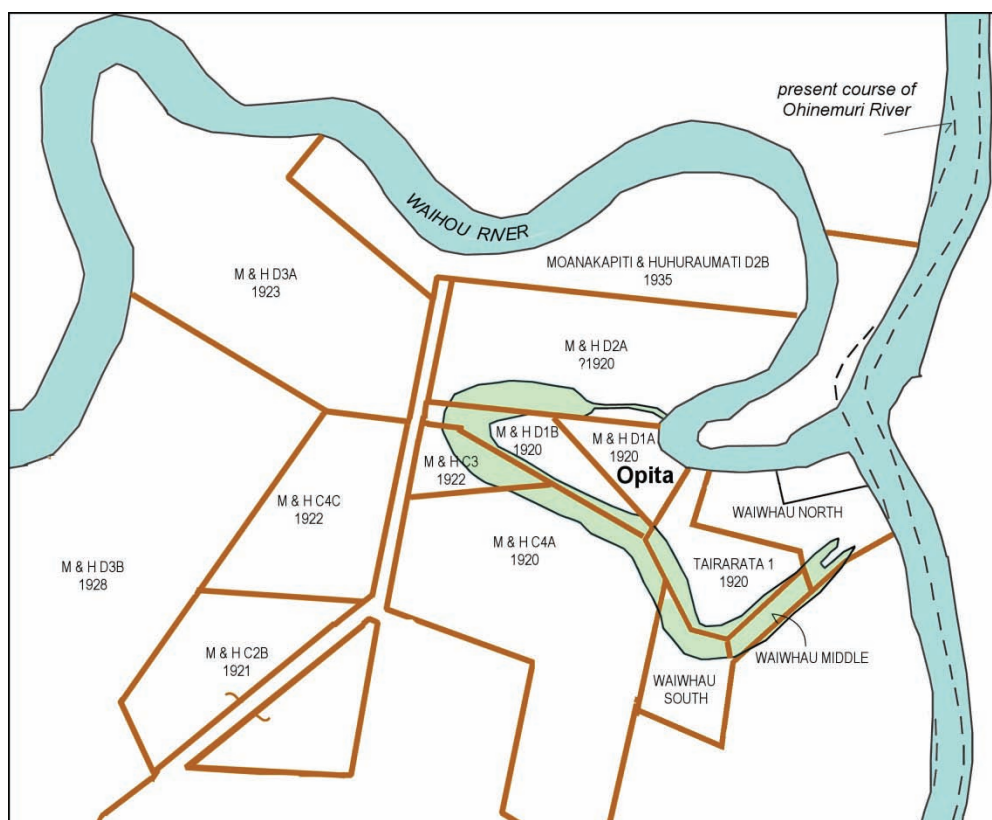 present course of
Ohinemuri River
WAIHOU RIVER
MOANAKAPITI & HUHURAUMATI D2B
1935
M & H D3A
1923
M & H D2A
?1920
M & H D1B
1920
M & H D1A
1920
Opita
M & H C3
1922
M & H C4C
1922
WAIWHAU NORTH
M & H C4A
1920
TAIRARATA 1
1920
M & H D3B
1928
M & H C2B
1921
WAIWHAU MIDDLE
WAIWHAU
SOUTH